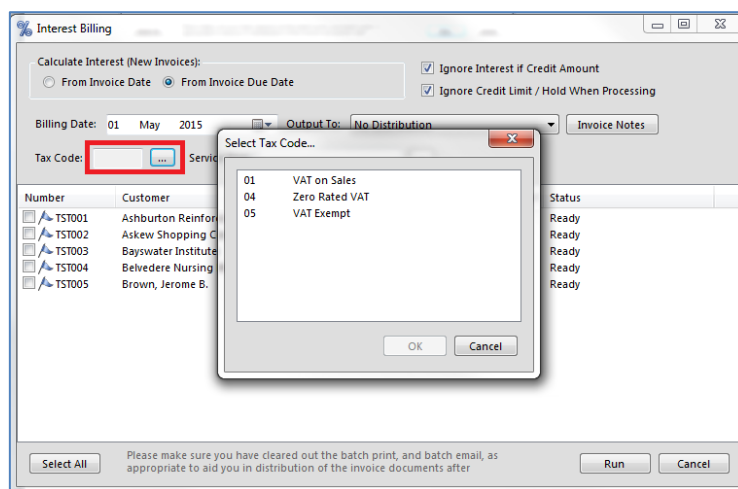 Interest Billing
Calculate Interest (New Invoices):
From Invoice Date From Invoice Due Date
Ignore Interest if Credit Amount
Ignore Credit Limit / Hold When Processing
Billing Date: 01 May 2015 Output To: No Distribution Invoice Notes
Tax Code: ... Servic
Select Tax Code...
01 VAT on Sales
04 Zero Rated VAT
05 VAT Exempt
OK Cancel
Number Customer Status
TST001 Ashburton Reinfor Ready
TST002 Askew Shopping C Ready
TST003 Bayswater Institute Ready
TST004 Belvedere Nursing Ready
TST005 Brown, Jerome B. Ready
Select All
Please make sure you have cleared out the batch print, and batch email, as
appropriate to aid you in distribution of the invoice documents after
Run Cancel